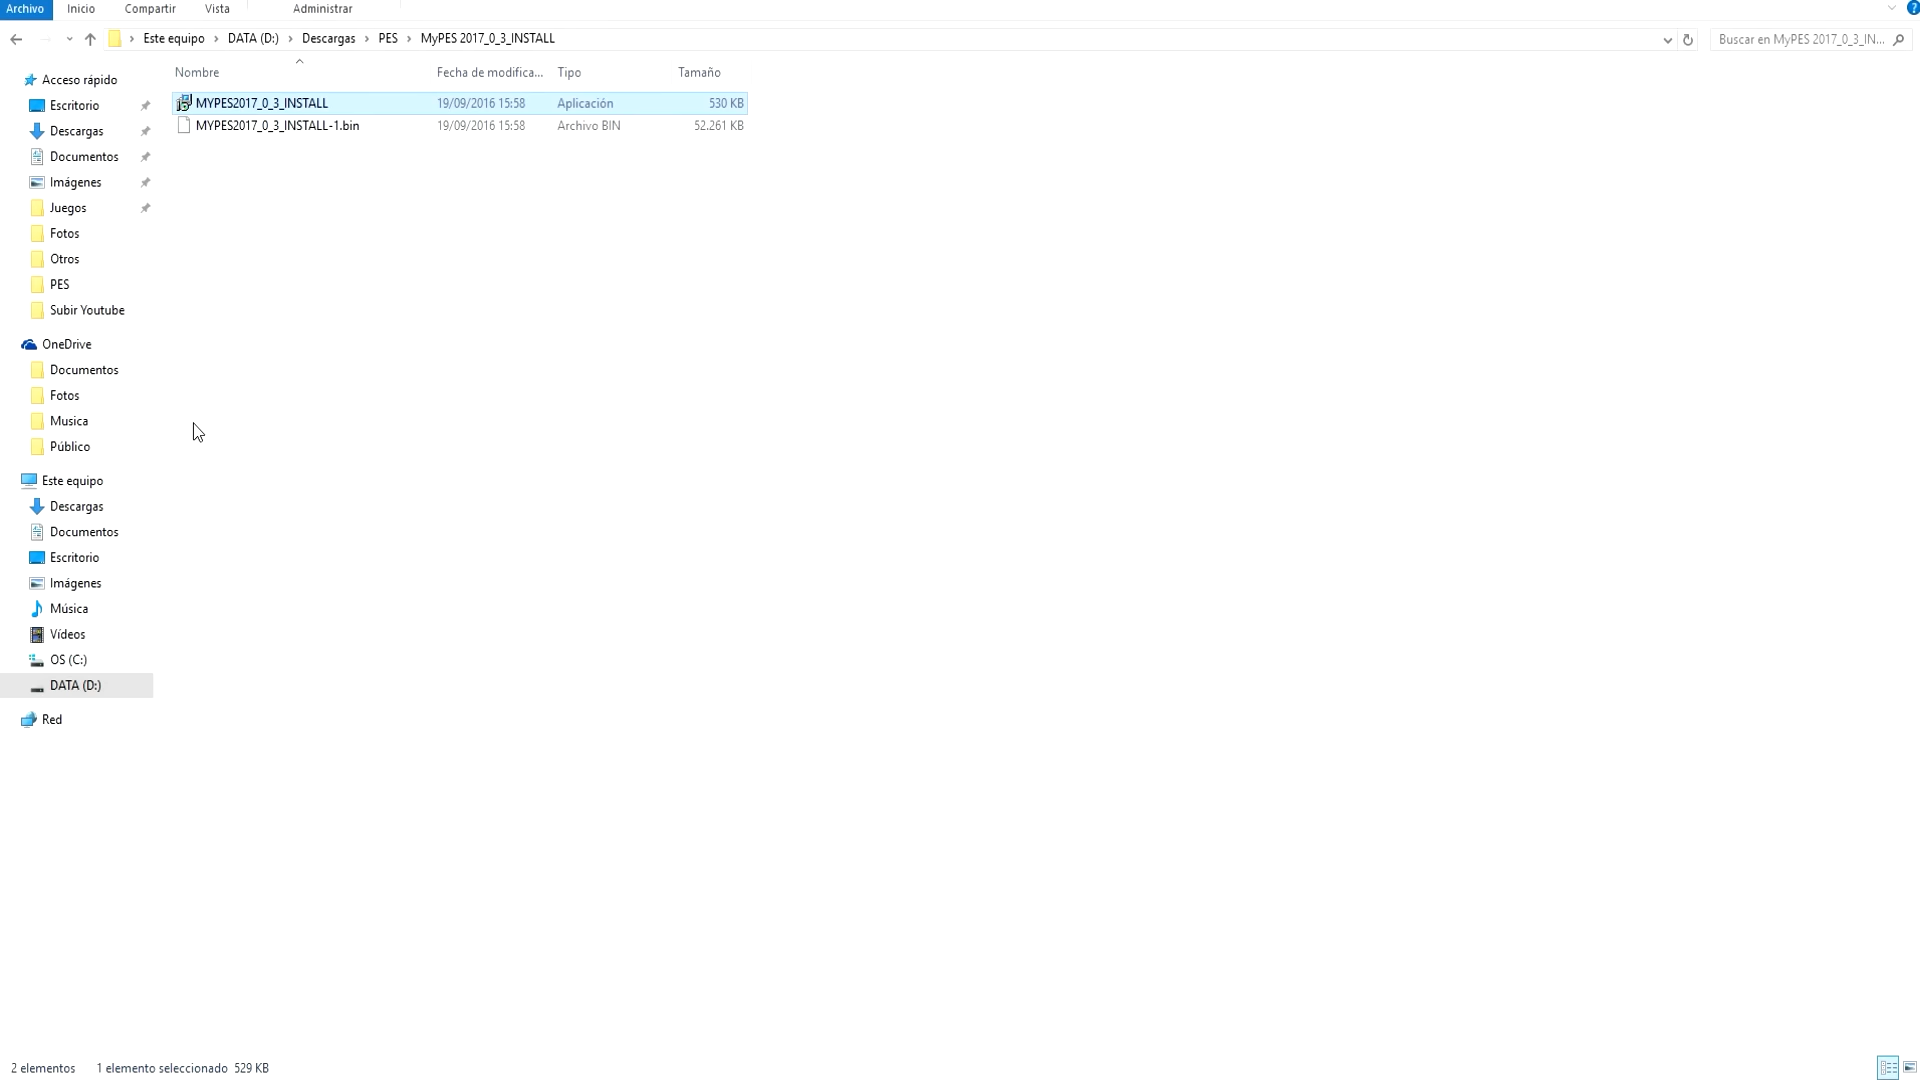 Archivo Inicio Compartir Vista Administrar
Este equipo DATA (D:) Descargas PES MyPES 2017_0_3_INSTALL Buscar en MyPES 2017_0_3_IN...
Nombre Fecha de modifica... Tipo Tamaño
MYPES2017_0_3_INSTALL 19/09/2016 15:58 Aplicación 530 KB
MYPES2017_0_3_INSTALL-1.bin 19/09/2016 15:58 Archivo BIN 52.261 KB
Acceso rápido
Escritorio
Descargas
Documentos
Imágenes
Juegos
Fotos
Otros
PES
Subir Youtube
OneDrive
Documentos
Fotos
Musica
Público
Este equipo
Descargas
Documentos
Escritorio
Imágenes
Música
Vídeos
OS (C:)
DATA (D:)
Red
2 elementos 1 elemento seleccionado 529 KB